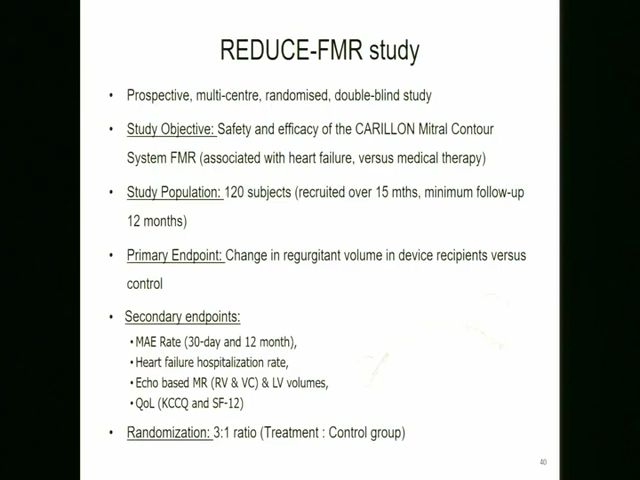 REDUCE-FMR study
• Prospective, multi-centre, randomised, double-blind study
• Study Objective: Safety and efficacy of the CARILLON Mitral Contour
System FMR (associated with heart failure, versus medical therapy)
• Study Population: 120 subjects (recruited over 15 mths, minimum follow-up
12 months)
• Primary Endpoint: Change in regurgitant volume in device recipients versus
control
• Secondary endpoints:
• MAE Rate (30-day and 12 month),
• Heart failure hospitalization rate,
• Echo based MR (RV & VC) & LV volumes,
• QoL (KCCQ and SF-12)
• Randomization: 3:1 ratio (Treatment : Control group)
40